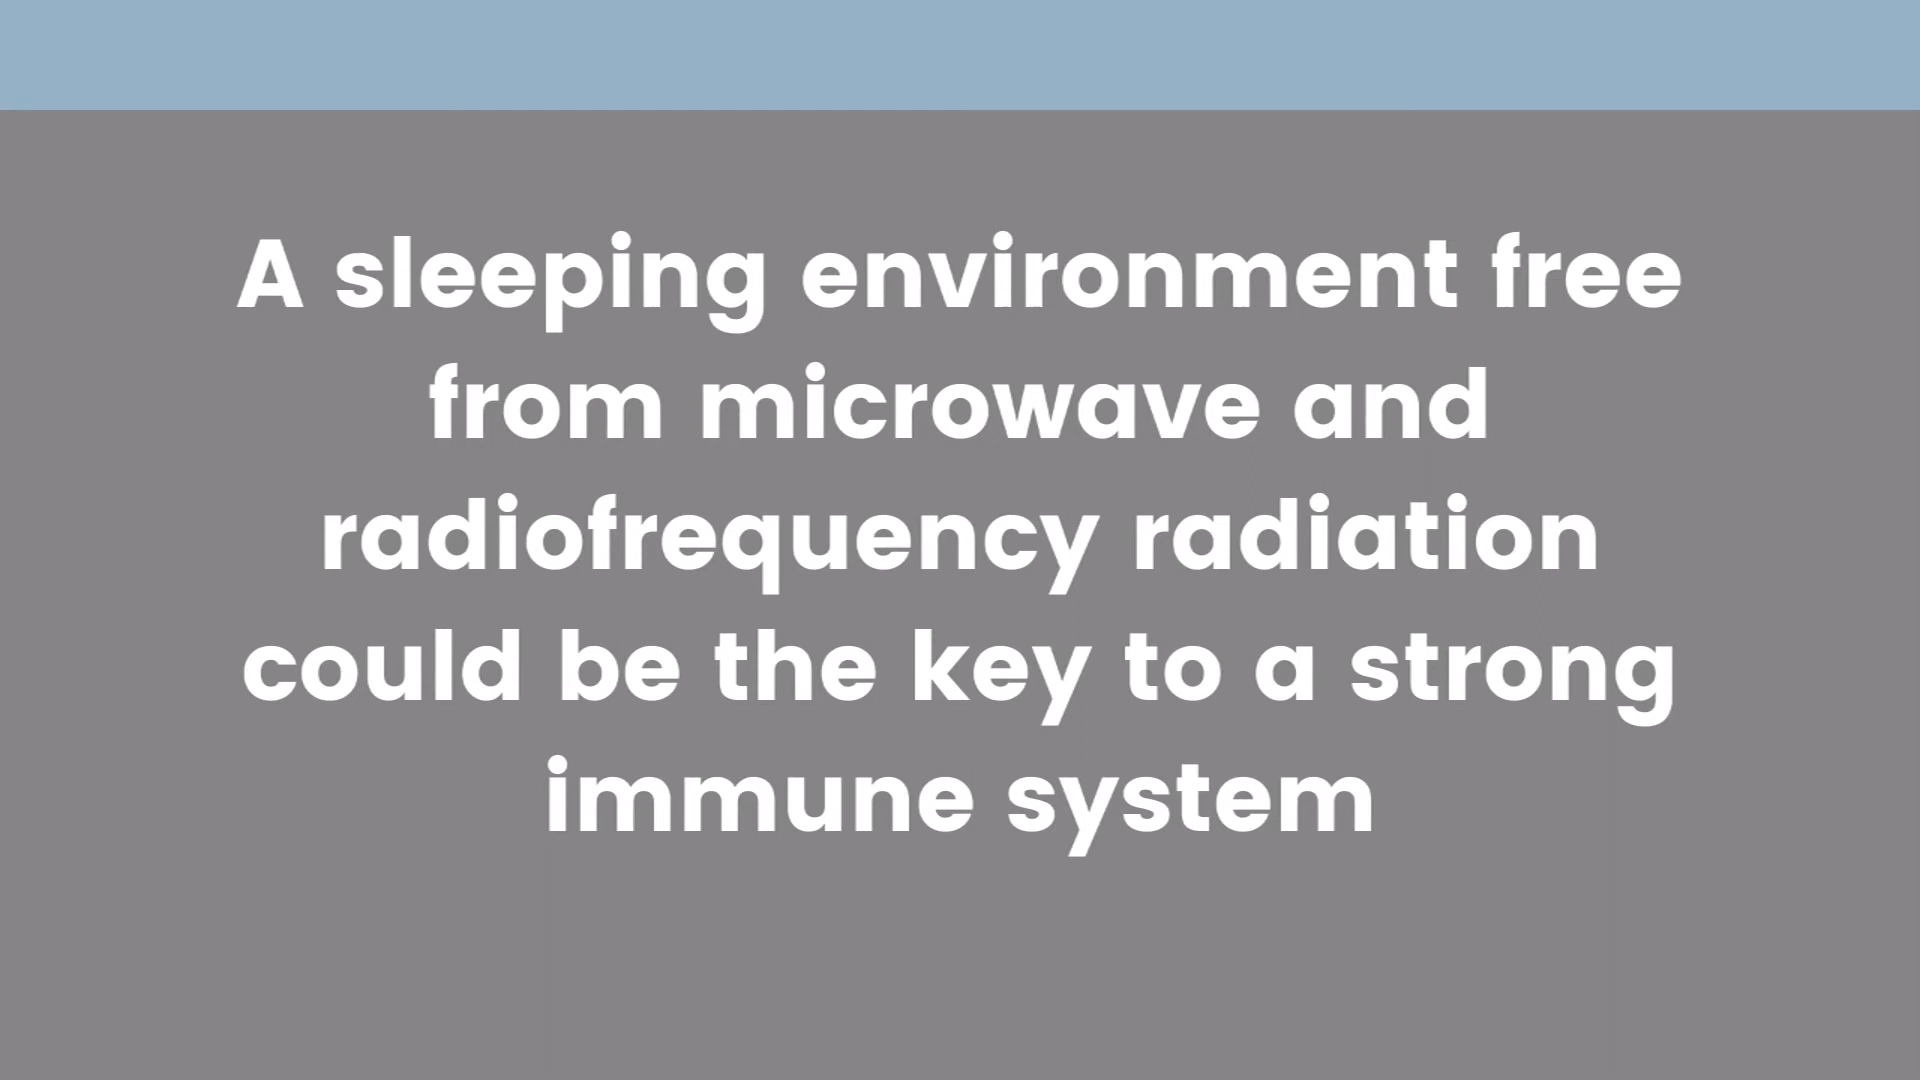 A sleeping environment free
from microwave and
radiofrequency radiation
could be the key to a strong
immune system